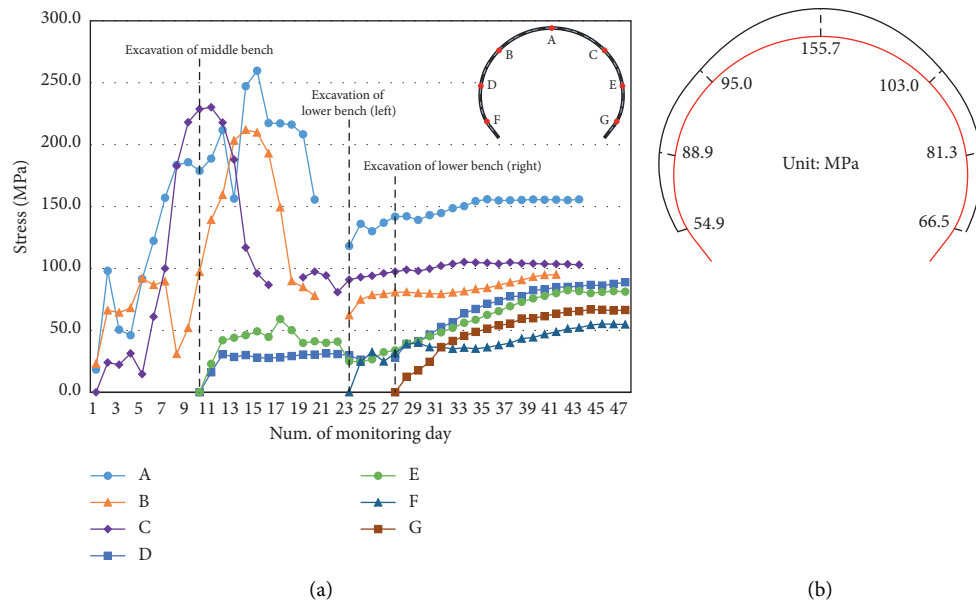 300.0
250.0
200.0
150.0
100.0
50.0
0.0
Stress (MPa)
Excavation of middle bench
Excavation of
lower bench (left)
Excavation of lower bench (right)
A
B
C
D
E
F
G
1 3 5 7 9 11 13 15 17 19 21 23 25 27 29 31 33 35 37 39 41 43 45 47
Num. of monitoring day
A
B
C
D
E
F
G
(a)
155.7
95.0
103.0
88.9
81.3
Unit: MPa
54.9
66.5
(b)